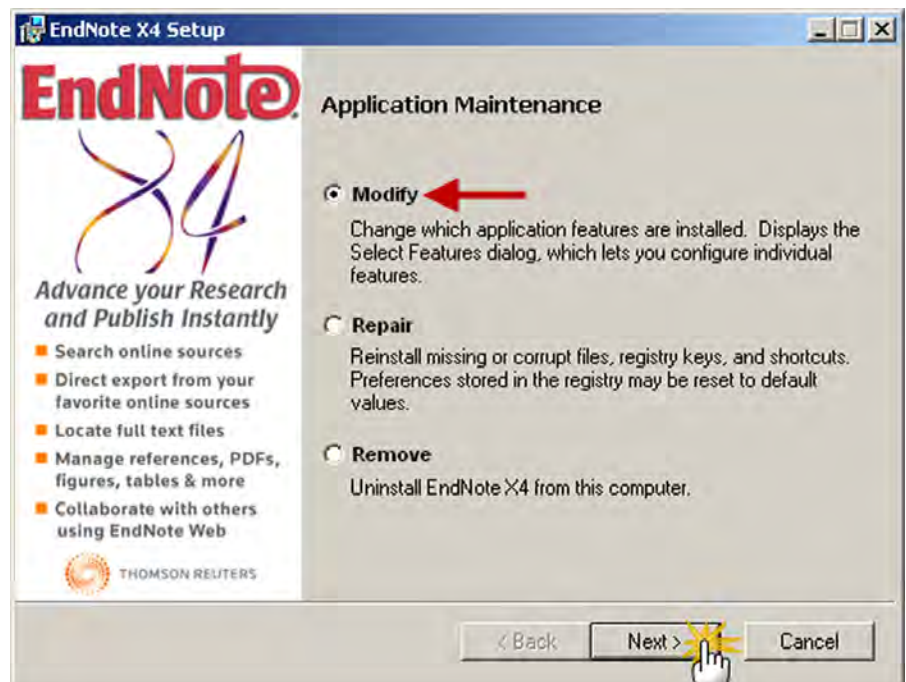 EndNote X4 Setup
EndNote
X4
Advance your Research
and Publish Instantly
Search online sources
Direct export from your
favorite online sources
Locate full text files
Manage references, PDFs,
figures, tables & more
Collaborate with others
using EndNote Web
THOMSON REUTERS
Application Maintenance
Modify
Change which application features are installed. Displays the
Select Features dialog, which lets you configure individual
features.
Repair
Reinstall missing or corrupt files, registry keys, and shortcuts.
Preferences stored in the registry may be reset to default
values.
Remove
Uninstall EndNote X4 from this computer.
< Back Next > Cancel